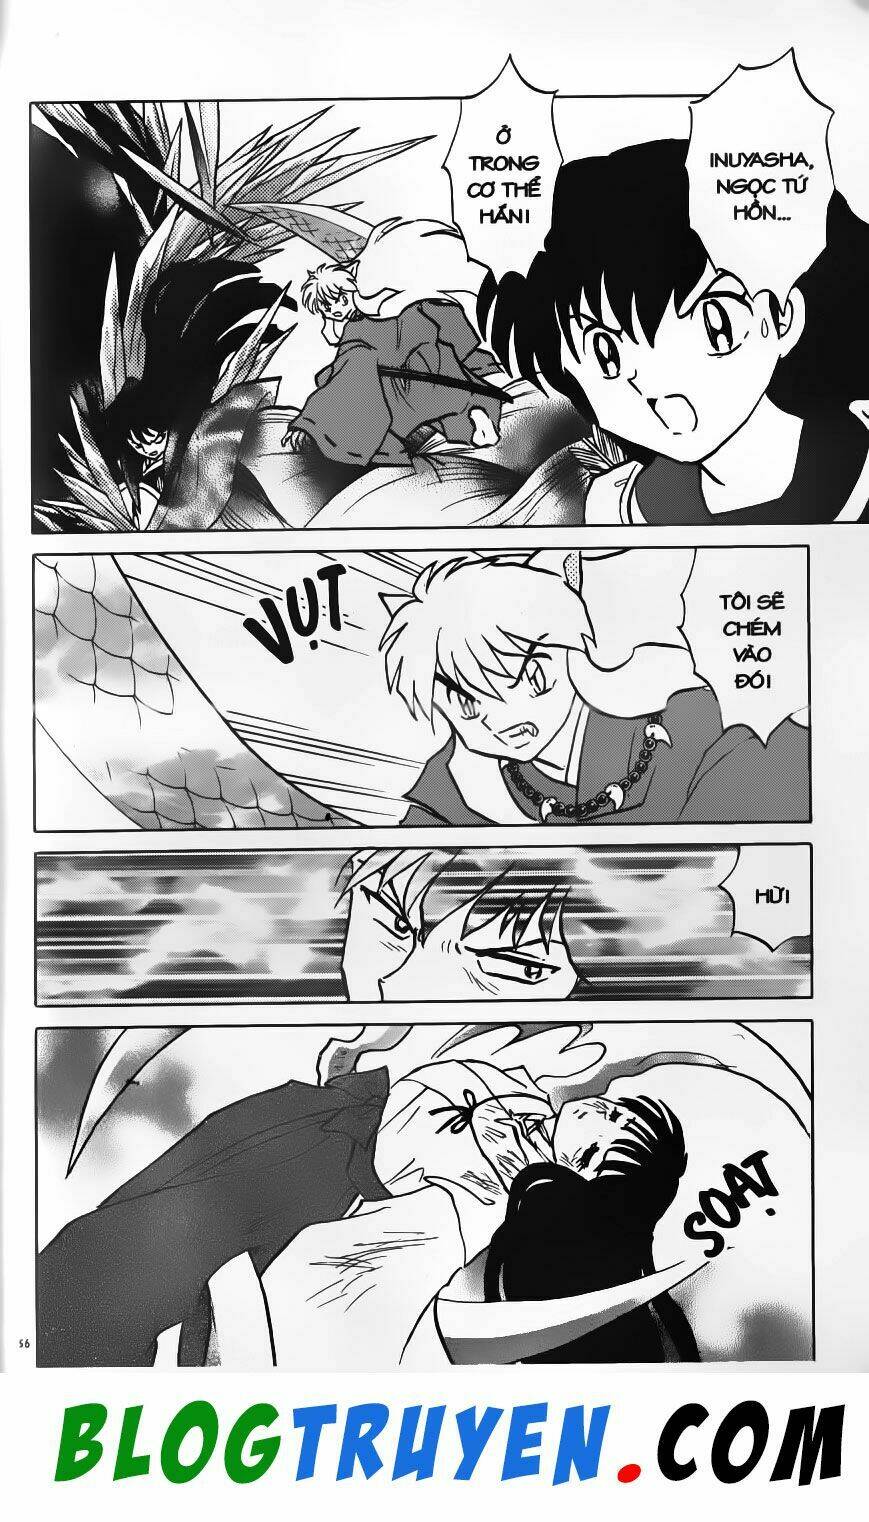 INUYASHA,
NGỌC TỨ
HỒN...
Ở
TRONG
CƠ THỂ
HẮN!
VỤT
TÔI SẼ
CHÉM
VÀO
ĐÓ!
HỪ!
SOẠT
56
BLOGTRUYEN.COM